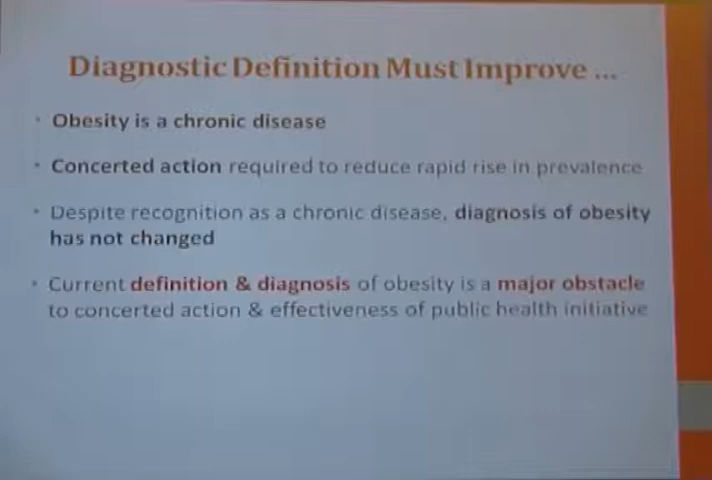 Diagnostic Definition Must Improve ...
• Obesity is a chronic disease
• Concerted action required to reduce rapid rise in prevalence
• Despite recognition as a chronic disease, diagnosis of obesity
has not changed
• Current definition & diagnosis of obesity is a major obstacle
to concerted action & effectiveness of public health initiative